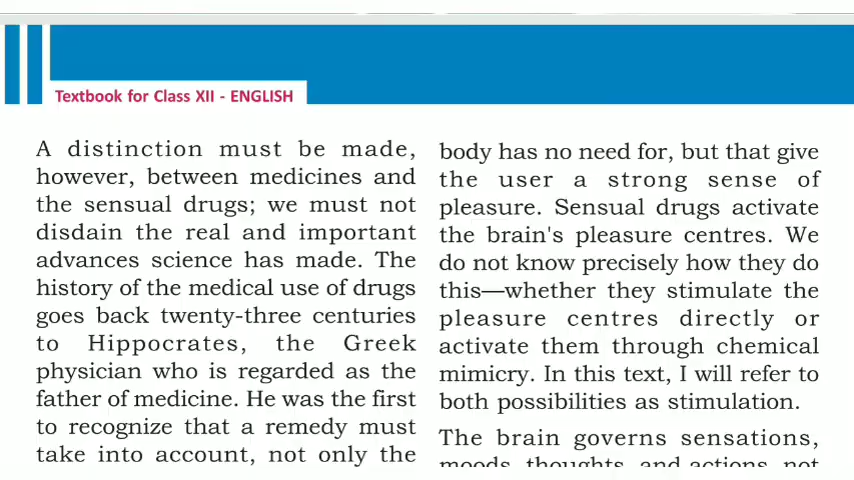 Textbook for Class XII - ENGLISH
A distinction must be made,
however, between medicines and
the sensual drugs; we must not
disdain the real and important
advances science has made. The
history of the medical use of drugs
goes back twenty-three centuries
to Hippocrates, the Greek
physician who is regarded as the
father of medicine. He was the first
to recognize that a remedy must
take into account, not only the
body has no need for, but that give
the user a strong sense of
pleasure. Sensual drugs activate
the brain's pleasure centres. We
do not know precisely how they do
this—whether they stimulate the
pleasure centres directly or
activate them through chemical
mimicry. In this text, I will refer to
both possibilities as stimulation.
The brain governs sensations,
moods, thoughts, and actions, not